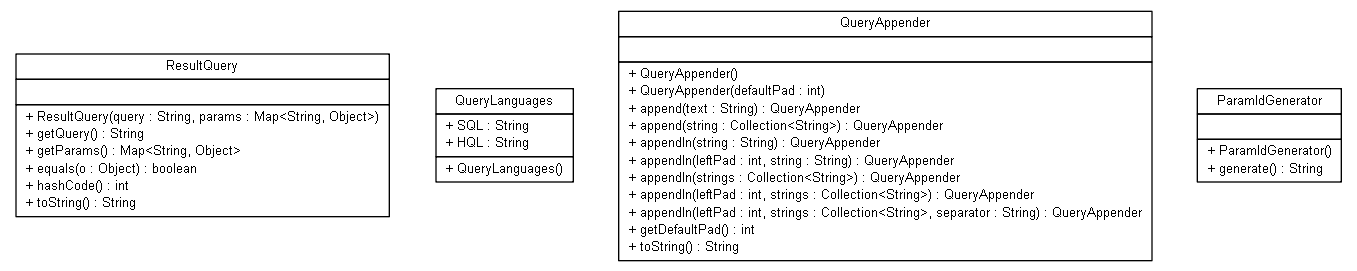 ResultQuery
+ ResultQuery(query : String, params : Map<String, Object>)
+ getQuery() : String
+ getParams() : Map<String, Object>
+ equals(o : Object) : boolean
+ hashCode() : int
+ toString() : String
QueryLanguages
+ SQL : String
+ HQL : String
+ QueryLanguages()
QueryAppender
+ QueryAppender()
+ QueryAppender(defaultPad : int)
+ append(text : String) : QueryAppender
+ append(string : Collection<String>) : QueryAppender
+ appendln(string : String) : QueryAppender
+ appendln(leftPad : int, string : String) : QueryAppender
+ appendln(strings : Collection<String>) : QueryAppender
+ appendln(leftPad : int, strings : Collection<String>) : QueryAppender
+ appendln(leftPad : int, strings : Collection<String>, separator : String) : QueryAppender
+ getDefaultPad() : int
+ toString() : String
ParamIdGenerator
+ ParamIdGenerator()
+ generate() : String